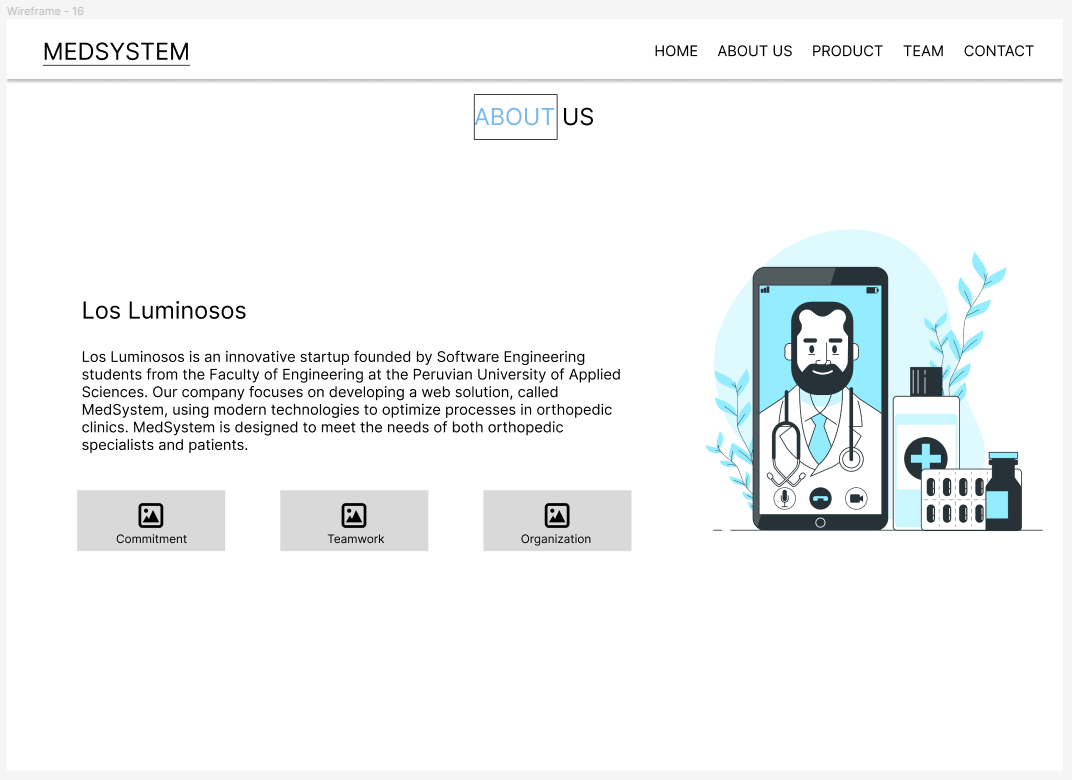 Wireframe - 16
MEDSYSTEM
HOME ABOUT US PRODUCT TEAM CONTACT
ABOUT US
Los Luminosos
Los Luminosos is an innovative startup founded by Software Engineering
students from the Faculty of Engineering at the Peruvian University of Applied
Sciences. Our company focuses on developing a web solution, called
MedSystem, using modern technologies to optimize processes in orthopedic
clinics. MedSystem is designed to meet the needs of both orthopedic
specialists and patients.
Commitment
Teamwork
Organization